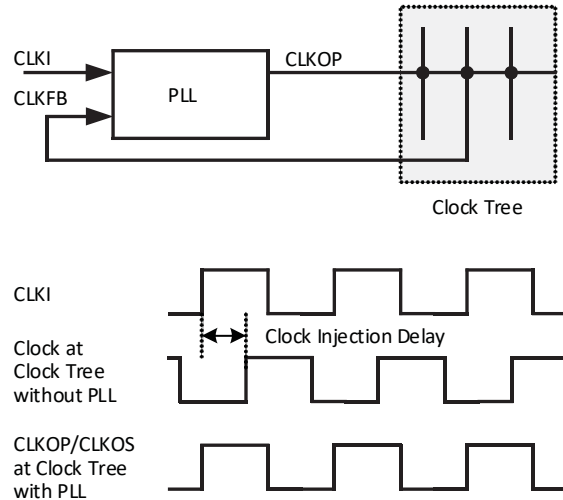 CLKI
CLKOP
CLKFB
PLL
Clock Tree
CLKI
Clock Injection Delay
Clock at
Clock Tree
without PLL
CLKOP/CLKOS
at Clock Tree
with PLL